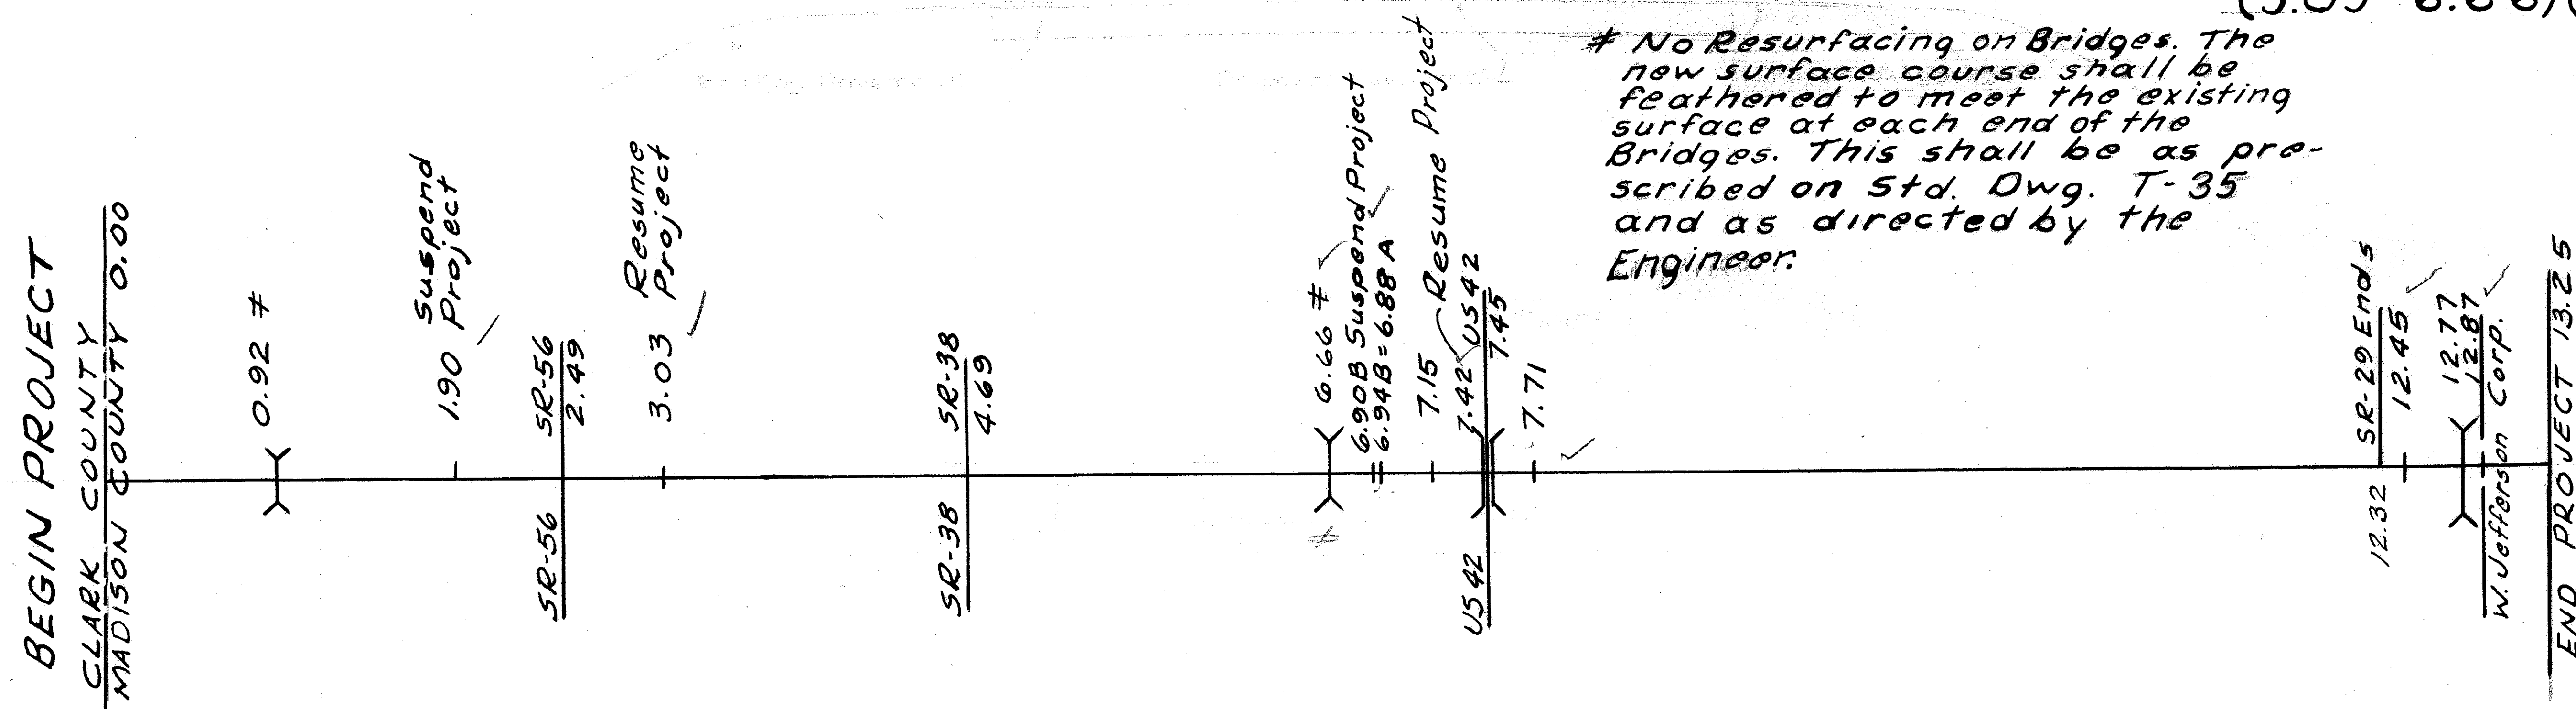 BEGIN PROJECT
CLARK COUNTY
MADISON COUNTY 0.00
0.92 ≠
1.90 Suspend
Project
SR-56
2.49
SR-56
3.03 Resume
Project
SR-38
4.69
SR-38
6.66 ≠
≠
6.90B Suspend Project
6.94B = 6.88 A
7.15 Resume Project
7.42 US 42
7.45
US 42
7.71
≠ No Resurfacing on Bridges. The
new surface course shall be
feathered to meet the existing
surface at each end of the
Bridges. This shall be as pre-
scribed on Std. Dwg. T-35
and as directed by the
Engineer.
SR-29 Ends
12.45
12.32
12.77
12.87
W. Jefferson Corp.
END PROJECT 13.25